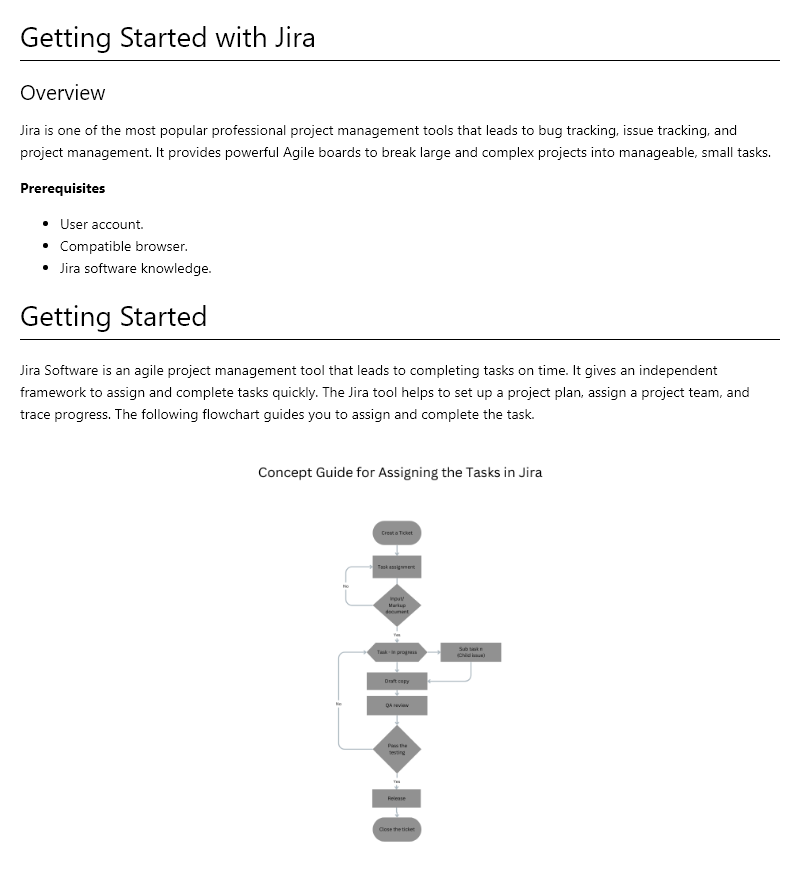 Getting Started with Jira
Overview
Jira is one of the most popular professional project management tools that leads to bug tracking, issue tracking, and
project management. It provides powerful Agile boards to break large and complex projects into manageable, small tasks.
Prerequisites
User account.
Compatible browser.
Jira software knowledge.
Getting Started
Jira Software is an agile project management tool that leads to completing tasks on time. It gives an independent
framework to assign and complete tasks quickly. The Jira tool helps to set up a project plan, assign a project team, and
trace progress. The following flowchart guides you to assign and complete the task.
Concept Guide for Assigning the Tasks in Jira
Creat a Ticket
Task assignment
No
Input/
Markup
document
Yes
Task - In progress
Sub task n
(Child issue)
Draft copy
QA review
No
Pass the
testing
Yes
Release
Close the ticket